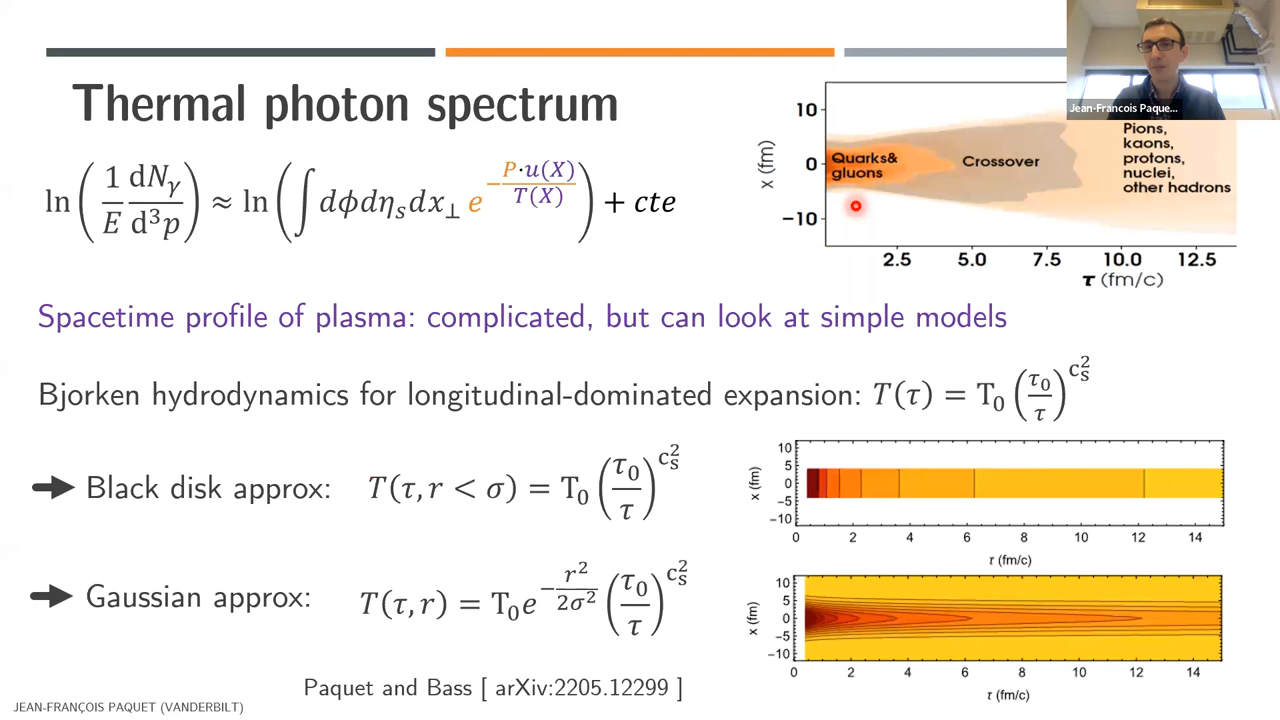 Thermal photon spectrum
ln ( 1/E dN_γ/d³p ) ≈ ln ( ∫ dϕdη_s dx_⊥ e^{−P·u(X)/T(X)} ) + cte
Jean-Francois Paque...
10
0
−10
x (fm)
Quarks&
gluons
Crossover
Pions,
kaons,
protons,
nuclei,
other hadrons
2.5 5.0 7.5 10.0 12.5
τ (fm/c)
Spacetime profile of plasma: complicated, but can look at simple models
Bjorken hydrodynamics for longitudinal-dominated expansion: T(τ) = T₀ (τ₀/τ)^{c_s²}
Black disk approx: T(τ, r < σ) = T₀ (τ₀/τ)^{c_s²}
10
5
0
−5
−10
x (fm)
0 2 4 6 8 10 12 14
τ (fm/c)
Gaussian approx: T(τ, r) = T₀ e^{−r²/2σ²} (τ₀/τ)^{c_s²}
10
5
0
−5
−10
x (fm)
0 2 4 6 8 10 12 14
τ (fm/c)
Paquet and Bass [ arXiv:2205.12299 ]
JEAN-FRANÇOIS PAQUET (VANDERBILT)